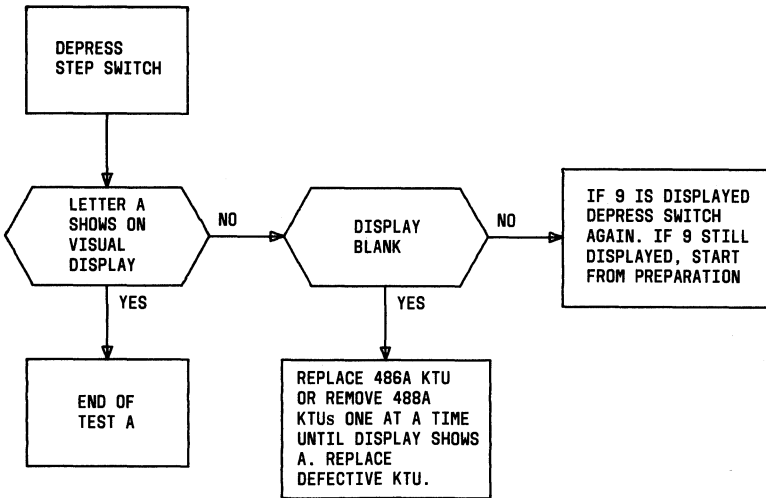 DEPRESS
STEP SWITCH
LETTER A
SHOWS ON
VISUAL
DISPLAY
NO
DISPLAY
BLANK
NO
IF 9 IS DISPLAYED
DEPRESS SWITCH
AGAIN. IF 9 STILL
DISPLAYED, START
FROM PREPARATION
YES
YES
END OF
TEST A
REPLACE 486A KTU
OR REMOVE 488A
KTUs ONE AT A TIME
UNTIL DISPLAY SHOWS
A. REPLACE
DEFECTIVE KTU.